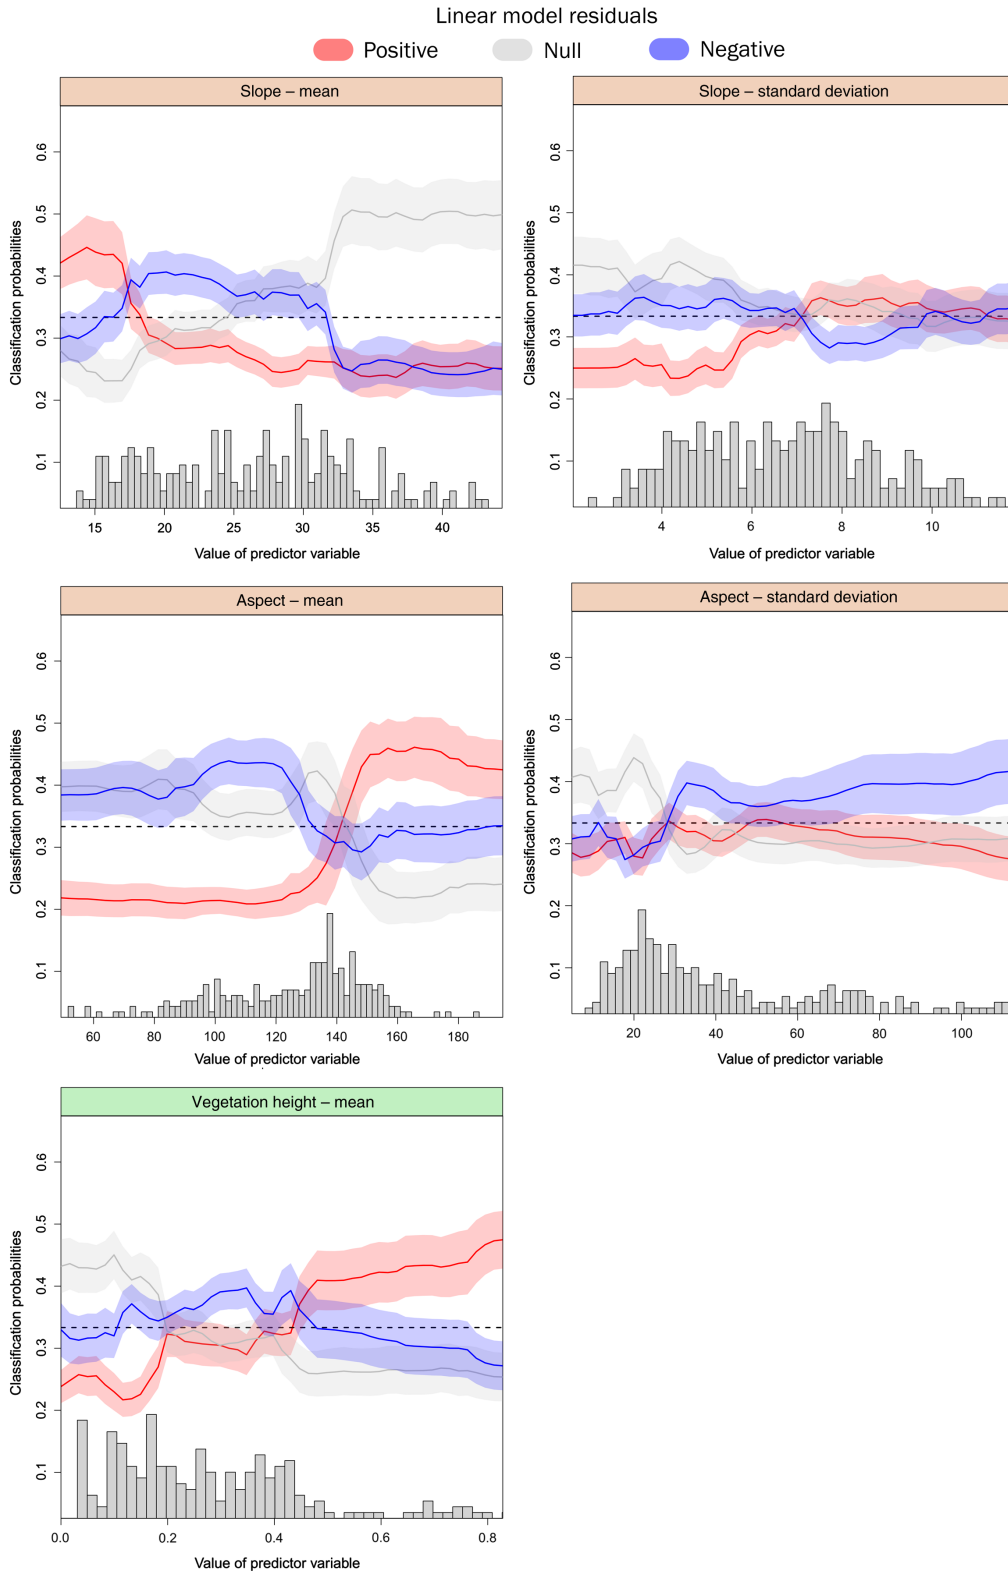 Linear model residuals
Positive Null Negative
Slope – mean
Classification probabilities
0.6
0.5
0.4
0.3
0.2
0.1
15 20 25 30 35 40
Value of predictor variable
Slope – standard deviation
Classification probabilities
0.6
0.5
0.4
0.3
0.2
0.1
4 6 8 10
Value of predictor variable
Aspect – mean
Classification probabilities
0.6
0.5
0.4
0.3
0.2
0.1
60 80 100 120 140 160 180
Value of predictor variable
Aspect – standard deviation
Classification probabilities
0.6
0.5
0.4
0.3
0.2
0.1
20 40 60 80 100
Value of predictor variable
Vegetation height – mean
Classification probabilities
0.6
0.5
0.4
0.3
0.2
0.1
0.0 0.2 0.4 0.6 0.8
Value of predictor variable